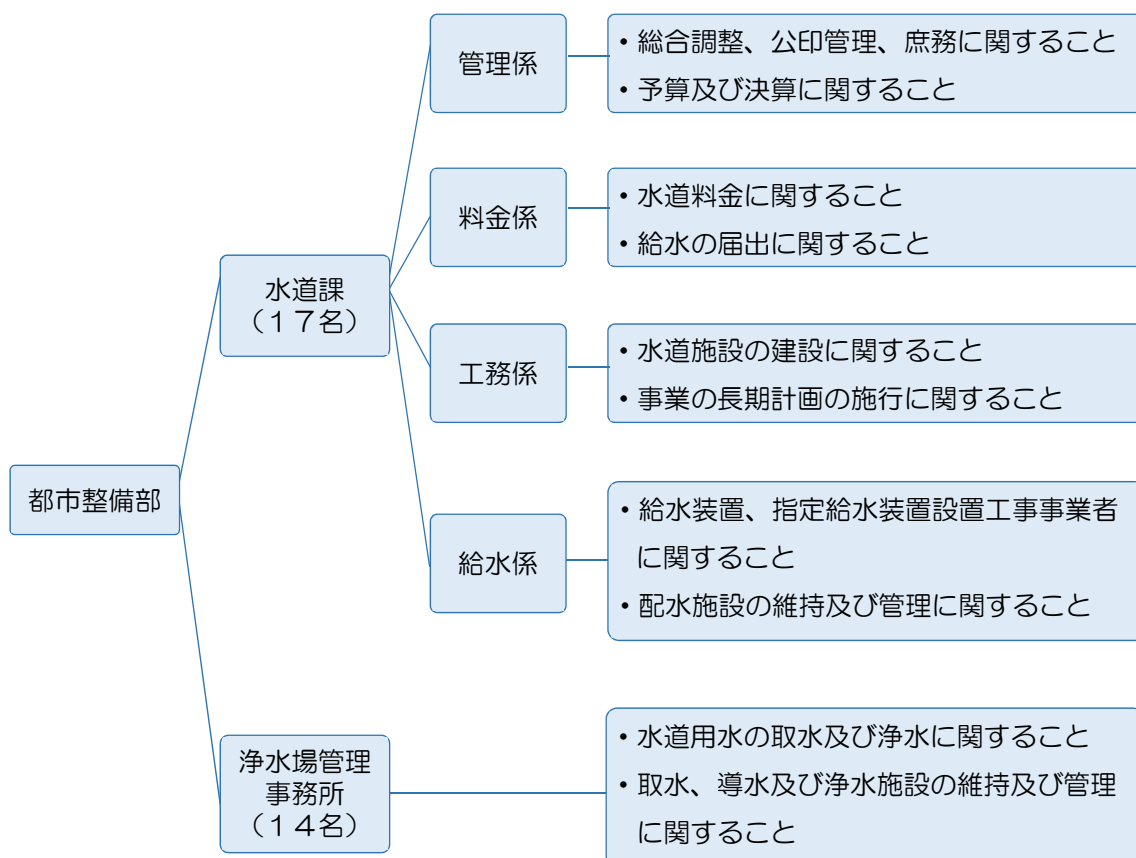 都市整備部
水道課
（１７名）
管理係
・総合調整、公印管理、庶務に関すること
・予算及び決算に関すること
料金係
・水道料金に関すること
・給水の届出に関すること
工務係
・水道施設の建設に関すること
・事業の長期計画の施行に関すること
給水係
・給水装置、指定給水装置設置工事事業者
に関すること
・配水施設の維持及び管理に関すること
浄水場管理
事務所
（１４名）
・水道用水の取水及び浄水に関すること
・取水、導水及び浄水施設の維持及び管理
に関すること